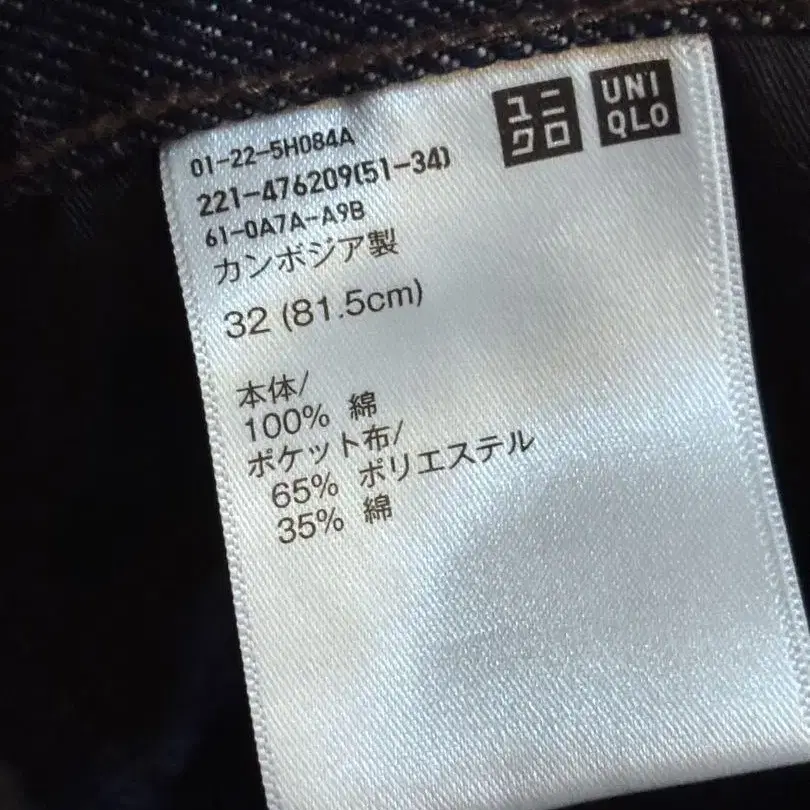 ユニ
クロ
UNI
QLO
01-22-5H084A
221-476209(51-34)
61-0A7A-A9B
カンボジア製
32 (81.5cm)
本体/
100% 綿
ポケット布/
65% ポリエステル
35% 綿